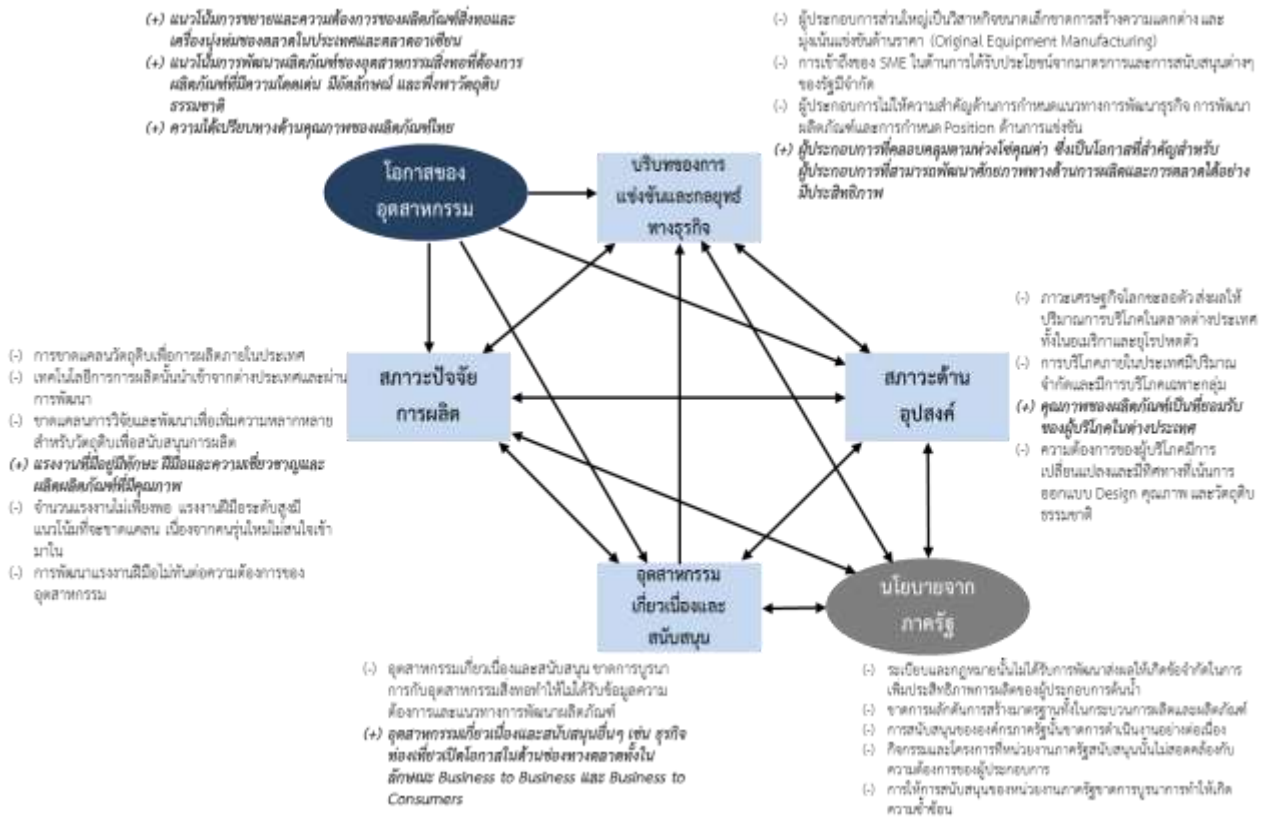 (+) แนวโน้มการขยายและความต้องการของผลิตภัณฑ์สิ่งทอและ
เครื่องนุ่งห่มของตลาดในประเทศและตลาดอาเซียน
(+) แนวโน้มการพัฒนาผลิตภัณฑ์ของอุตสาหกรรมสิ่งทอที่ต้องการ
ผลิตภัณฑ์ที่มีความโดดเด่น มีอัตลักษณ์ และพึ่งพาวัตถุดิบ
ธรรมชาติ
(+) ความได้เปรียบทางด้านคุณภาพของผลิตภัณฑ์ไทย
(-) ผู้ประกอบการส่วนใหญ่เป็นวิสาหกิจขนาดเล็กขาดการสร้างความแตกต่าง และ
มุ่งเน้นแข่งขันด้านราคา (Original Equipment Manufacturing)
(-) การเข้าถึงของ SME ในด้านการได้รับประโยชน์จากมาตรการและการสนับสนุนต่างๆ
ของรัฐมีจำกัด
(-) ผู้ประกอบการไม่ให้ความสำคัญด้านการกำหนดแนวทางการพัฒนาธุรกิจ การพัฒนา
ผลิตภัณฑ์และการกำหนด Position ด้านการแข่งขัน
(+) ผู้ประกอบการที่คลอบคลุมตามห่วงโซ่คุณค่า ซึ่งเป็นโอกาสที่สำคัญสำหรับ
ผู้ประกอบการที่สามารถพัฒนาศักยภาพทางด้านการผลิตและการตลาดได้อย่าง
มีประสิทธิภาพ
โอกาสของ
อุตสาหกรรม
บริบทของการ
แข่งขันและกลยุทธ์
ทางธุรกิจ
(-) การขาดแคลนวัตถุดิบเพื่อการผลิตภายในประเทศ
(-) เทคโนโลยีการการผลิตนั้นนำเข้าจากต่างประเทศและผ่าน
การพัฒนา
(-) ขาดแคลนการวิจัยและพัฒนาเพื่อเพิ่มความหลากหลาย
สำหรับวัตถุดิบเพื่อสนับสนุนการผลิต
(+) แรงงานที่มีอยู่มีทักษะ ฝีมือและความเชี่ยวชาญและ
ผลิตผลิตภัณฑ์ที่มีคุณภาพ
(-) จำนวนแรงงานไม่เพียงพอ แรงงานฝีมือระดับสูงมี
แนวโน้มที่จะขาดแคลน เนื่องจากคนรุ่นใหม่ไม่สนใจเข้า
มาใน
(-) การพัฒนาแรงงานฝีมือไม่ทันต่อความต้องการของ
อุตสาหกรรม
สภาวะปัจจัย
การผลิต
สภาวะด้าน
อุปสงค์
(-) ภาวะเศรษฐกิจโลกชะลอตัว ส่งผลให้
ปริมาณการบริโภคในตลาดต่างประเทศ
ทั้งในอเมริกาและยุโรปหดตัว
(-) การบริโภคภายในประเทศมีปริมาณ
จำกัดและมีการบริโภคเฉพาะกลุ่ม
(+) คุณภาพของผลิตภัณฑ์เป็นที่ยอมรับ
ของผู้บริโภคในต่างประเทศ
(-) ความต้องการของผู้บริโภคมีการ
เปลี่ยนแปลงและมีทิศทางที่เน้นการ
ออกแบบ Design คุณภาพ และวัตถุดิบ
ธรรมชาติ
อุตสาหกรรม
เกี่ยวเนื่องและ
สนับสนุน
นโยบายจาก
ภาครัฐ
(-) อุตสาหกรรมเกี่ยวเนื่องและสนับสนุน ขาดการบูรณา
การกับอุตสาหกรรมสิ่งทอทำให้ไม่ได้รับข้อมูลความ
ต้องการและแนวทางการพัฒนาผลิตภัณฑ์
(+) อุตสาหกรรมเกี่ยวเนื่องและสนับสนุนอื่นๆ เช่น ธุรกิจ
ท่องเที่ยวเปิดโอกาสในด้านช่องทางตลาดทั้งใน
ลักษณะ Business to Business และ Business to
Consumers
(-) ระเบียบและกฎหมายนั้นไม่ได้รับการพัฒนาส่งผลให้เกิดข้อจำกัดในการ
เพิ่มประสิทธิภาพการผลิตของผู้ประกอบการต้นน้ำ
(-) ขาดการผลักดันการสร้างมาตรฐานทั้งในกระบวนการผลิตและผลิตภัณฑ์
(-) การสนับสนุนขององค์กรภาครัฐนั้นขาดการดำเนินงานอย่างต่อเนื่อง
(-) กิจกรรมและโครงการที่หน่วยงานภาครัฐสนับสนุนนั้นไม่สอดคล้องกับ
ความต้องการของผู้ประกอบการ
(-) การให้การสนับสนุนของหน่วยงานภาครัฐขาดการบูรณาการทำให้เกิด
ความซ้ำซ้อน